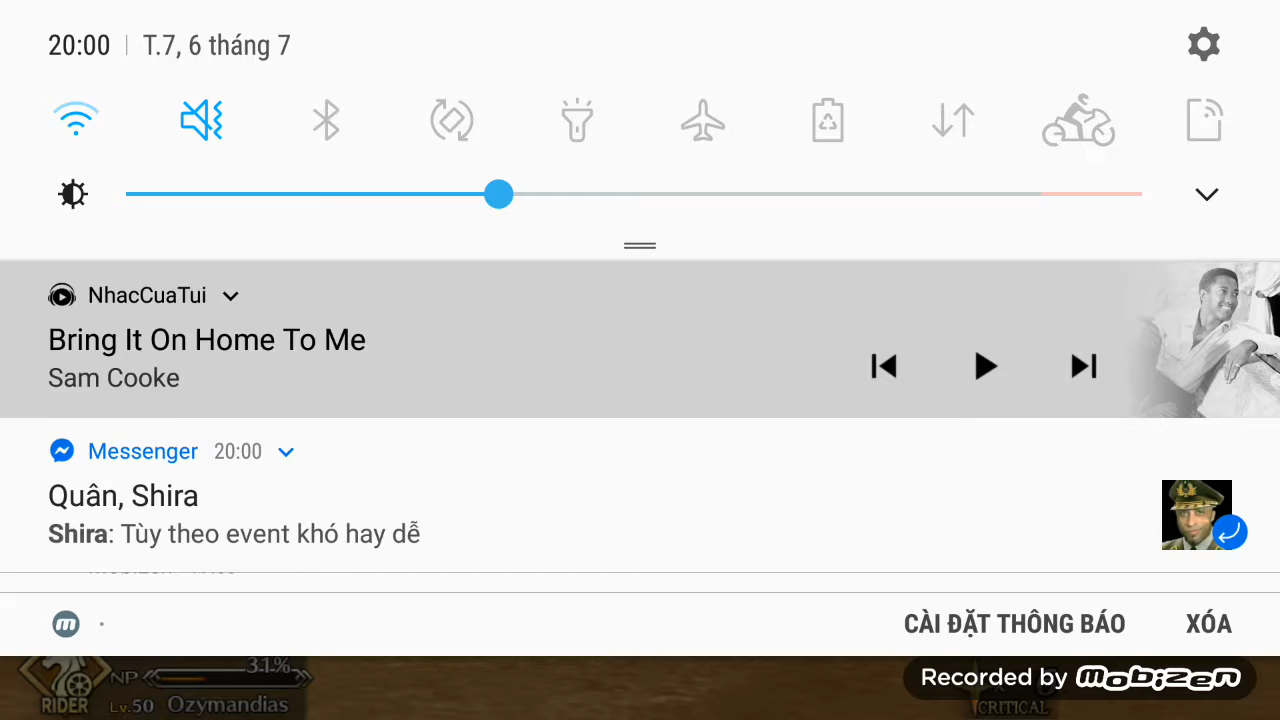 20:00 | T.7, 6 tháng 7
NhacCuaTui
Bring It On Home To Me
Sam Cooke
Messenger 20:00
Quân, Shira
Shira: Tùy theo event khó hay dễ
CÀI ĐẶT THÔNG BÁO XÓA
NP 31%
RIDER Lv.50 Ozymandias
Recorded by mobizen
CRITICAL